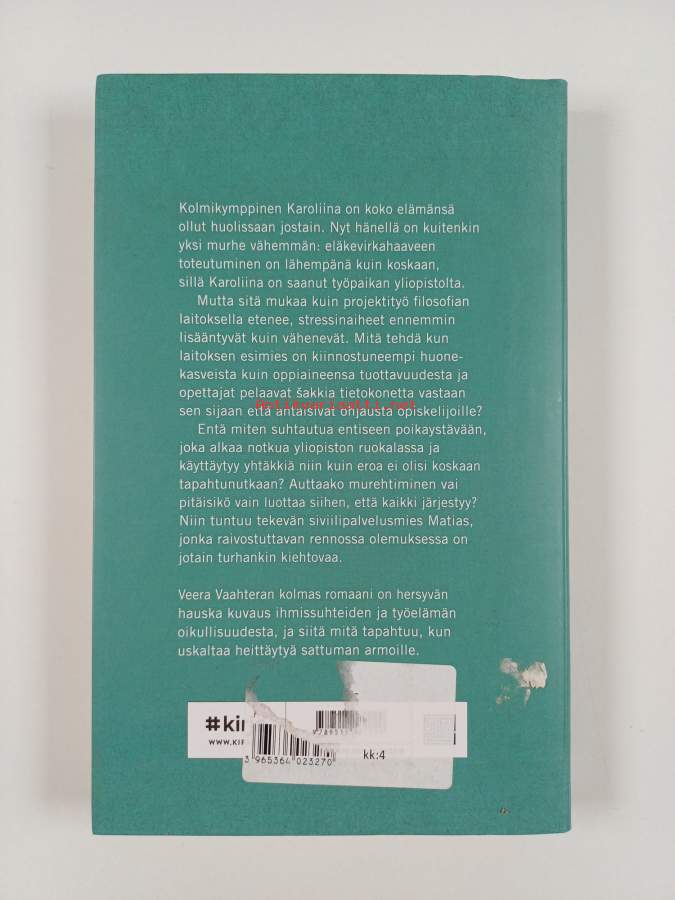 Kolmikymppinen Karoliina on koko elämänsä
ollut huolissaan jostain. Nyt hänellä on kuitenkin
yksi murhe vähemmän: eläkevirkahaaveen
toteutuminen on lähempänä kuin koskaan,
sillä Karoliina on saanut työpaikan yliopistolta.
Mutta sitä mukaa kuin projektityö filosofian
laitoksella etenee, stressinaiheet ennemmin
lisääntyvät kuin vähenevät. Mitä tehdä kun
laitoksen esimies on kiinnostuneempi huone-
kasveista kuin oppiaineensa tuottavuudesta ja
opettajat pelaavat šakkia tietokonetta vastaan
Antikvariaatti.net
sen sijaan että antaisivat ohjausta opiskelijoille?
Entä miten suhtautua entiseen poikaystävään,
joka alkaa notkua yliopiston ruokalassa ja
käyttäytyy yhtäkkiä niin kuin eroa ei olisi koskaan
tapahtunutkaan? Auttaako murehtiminen vai
pitäisikö vain luottaa siihen, että kaikki järjestyy?
Niin tuntuu tekevän siviilipalvelusmies Matias,
jonka raivostuttavan rennossa olemuksessa on
jotain turhankin kiehtovaa.
Veera Vaahteran kolmas romaani on hersyvän
hauska kuvaus ihmissuhteiden ja työelämän
oikullisuudesta, ja siitä mitä tapahtuu, kun
uskaltaa heittäytyä sattuman armoille.
3 965364 023270
kk:4